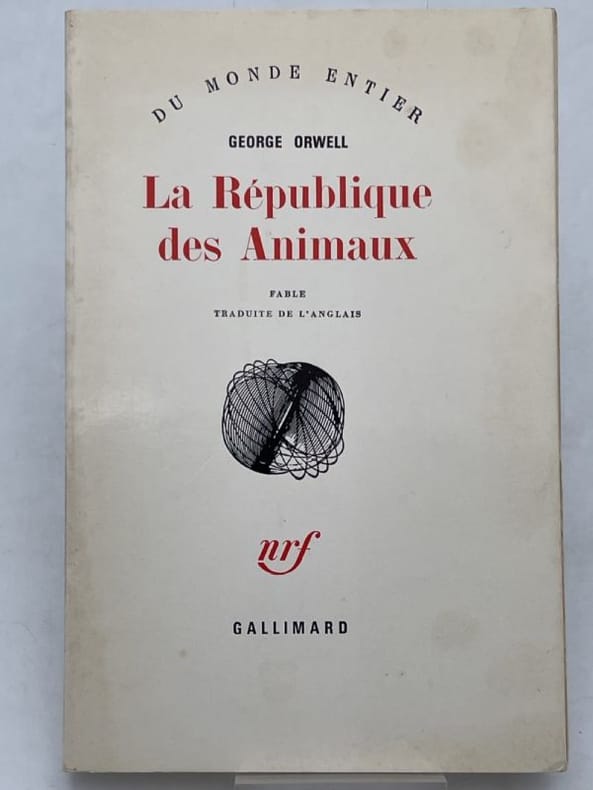 DU MONDE ENTIER
GEORGE ORWELL
La République
des Animaux
FABLE
TRADUITE DE L'ANGLAIS
nrf
GALLIMARD